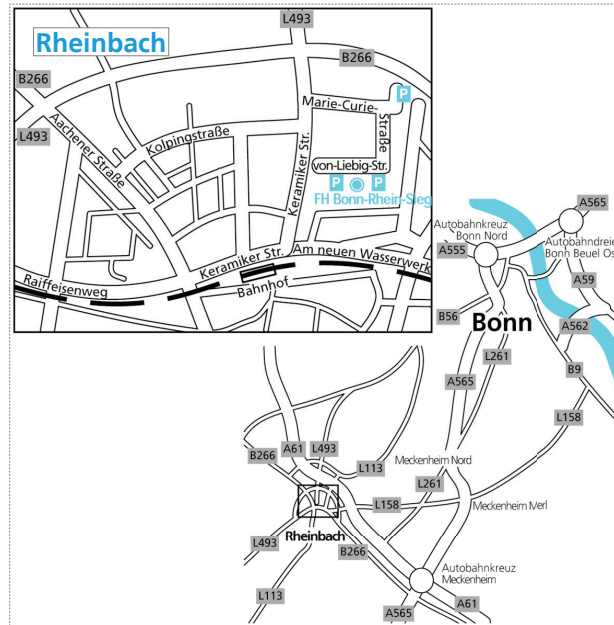 L493
Rheinbach
B266
B266
Marie-Curie-
Straße
P
L493
Aachener Straße
Kolpingstraße
Keramiker Str.
von-Liebig-Str.
P
P
FH Bonn-Rhein-Sieg
Keramiker Str.
Am neuen Wasserwerk
Raiffeisenweg
Bahnhof
A565
Autobahnkreuz
Bonn Nord
Autobahndreie
Bonn Beuel Os
A555
A59
B56
Bonn
A562
L261
B9
A565
L158
A61
L493
B266
L113
Meckenheim Nord
L261
L158
Meckenheim Merl
Rheinbach
L493
B266
Autobahnkreuz
Meckenheim
L113
A565
A61